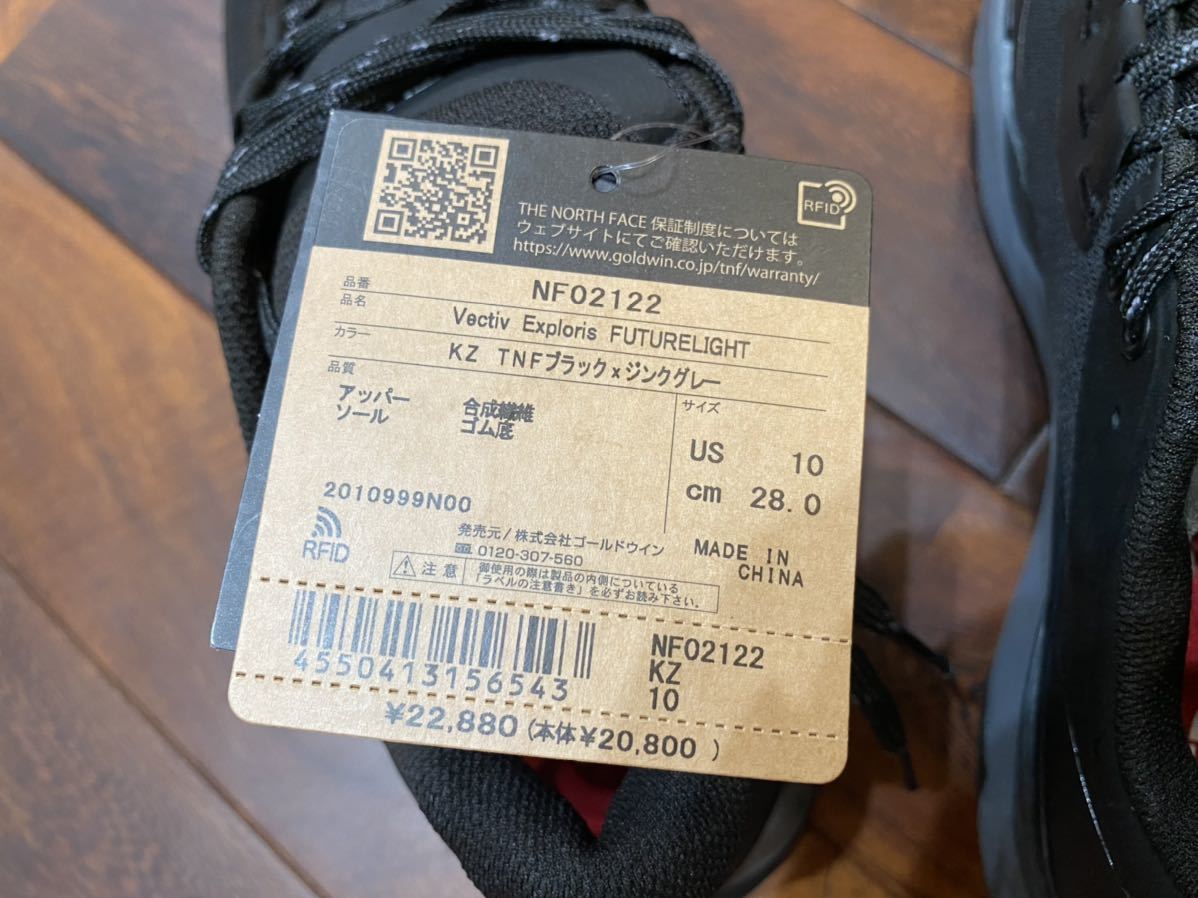 THE NORTH FACE 保証制度については
ウェブサイトにてご確認いただけます。
https://www.goldwin.co.jp/tnf/warranty/
RFID
品番 NF02122
品名 Vectiv Exploris FUTURELIGHT
カラー KZ TNFブラックxジンクグレー
品質
アッパー 合成繊維
ソール ゴム底
サイズ
US 10
cm 28.0
2010999N00
RFID
発売元/株式会社ゴールドウイン
0120-307-560
MADE IN
CHINA
注意 御使用の際は製品の内側についている
「ラベルの注意書き」を必ずお読み下さい。
4550413156543
NF02122
KZ
10
¥22,880 (本体¥20,800 )